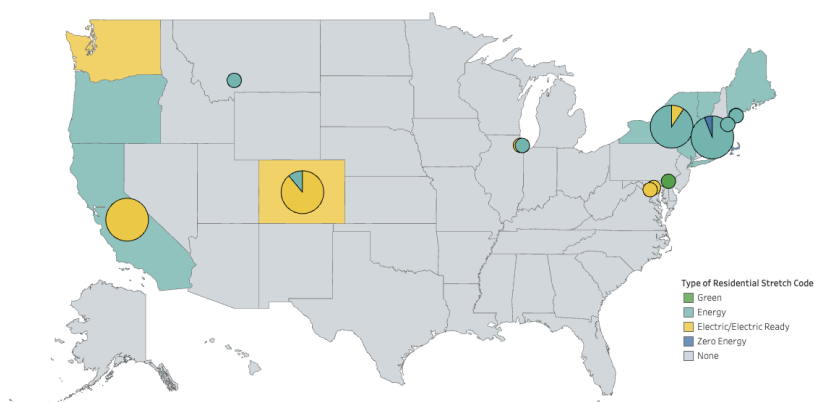 Type of Residential Stretch Code
Green
Energy
Electric/Electric Ready
Zero Energy
None